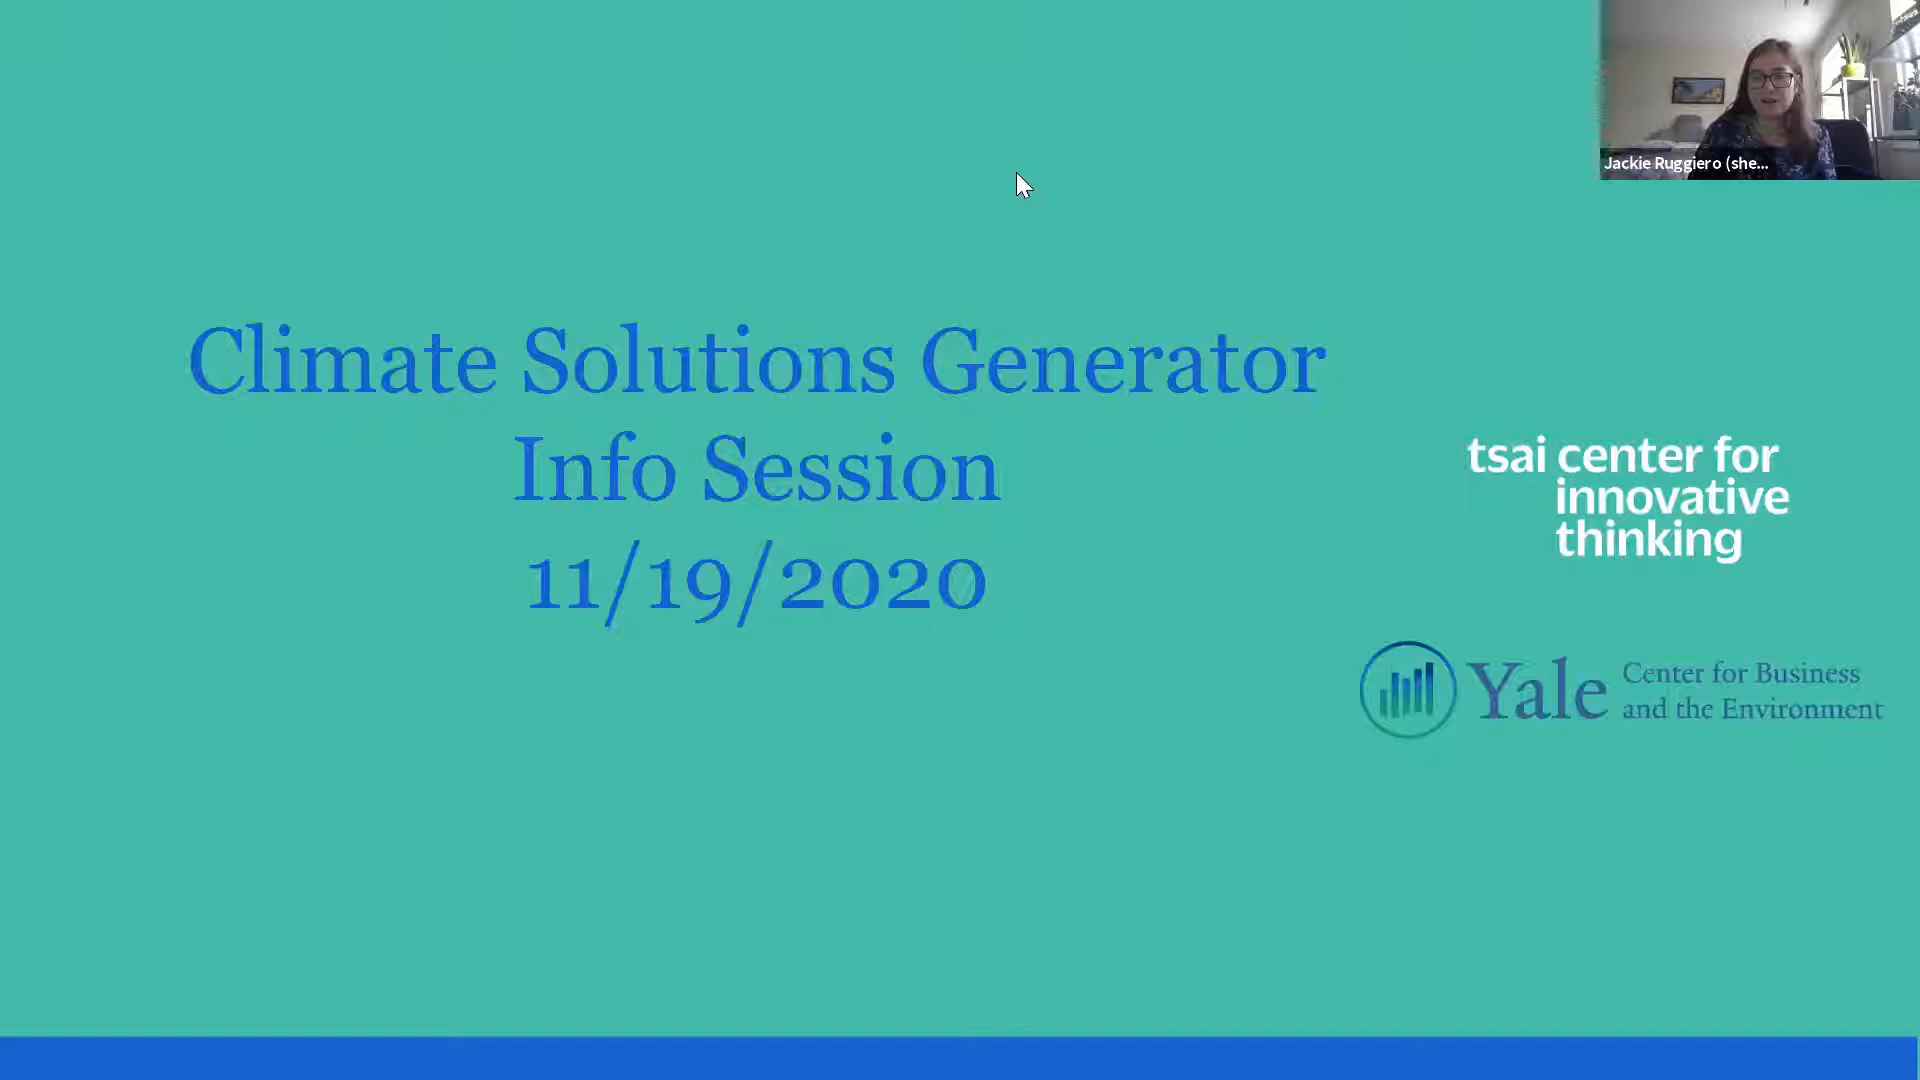 Jackie Ruggiero (she...
Climate Solutions Generator
Info Session
11/19/2020
tsai center for
innovative
thinking
Yale
Center for Business
and the Environment